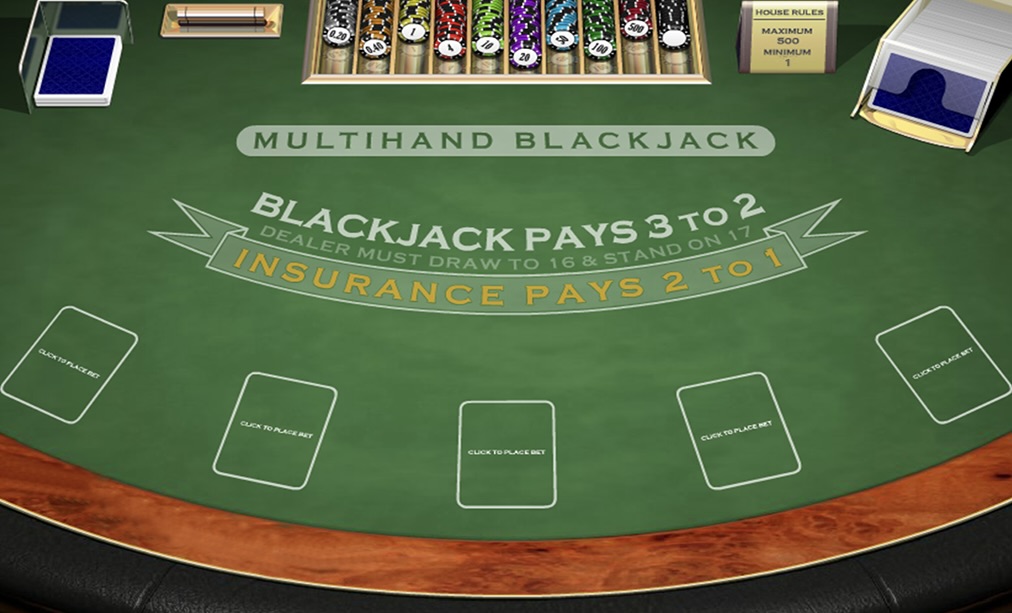 0.20
0.40
1
4
10
20
50
100
500
HOUSE RULES
MAXIMUM
500
MINIMUM
1
MULTIHAND BLACKJACK
BLACKJACK PAYS 3 TO 2
DEALER MUST DRAW TO 16 & STAND ON 17
INSURANCE PAYS 2 TO 1
CLICK TO PLACE BET
CLICK TO PLACE BET
CLICK TO PLACE BET
CLICK TO PLACE BET
CLICK TO PLACE BET